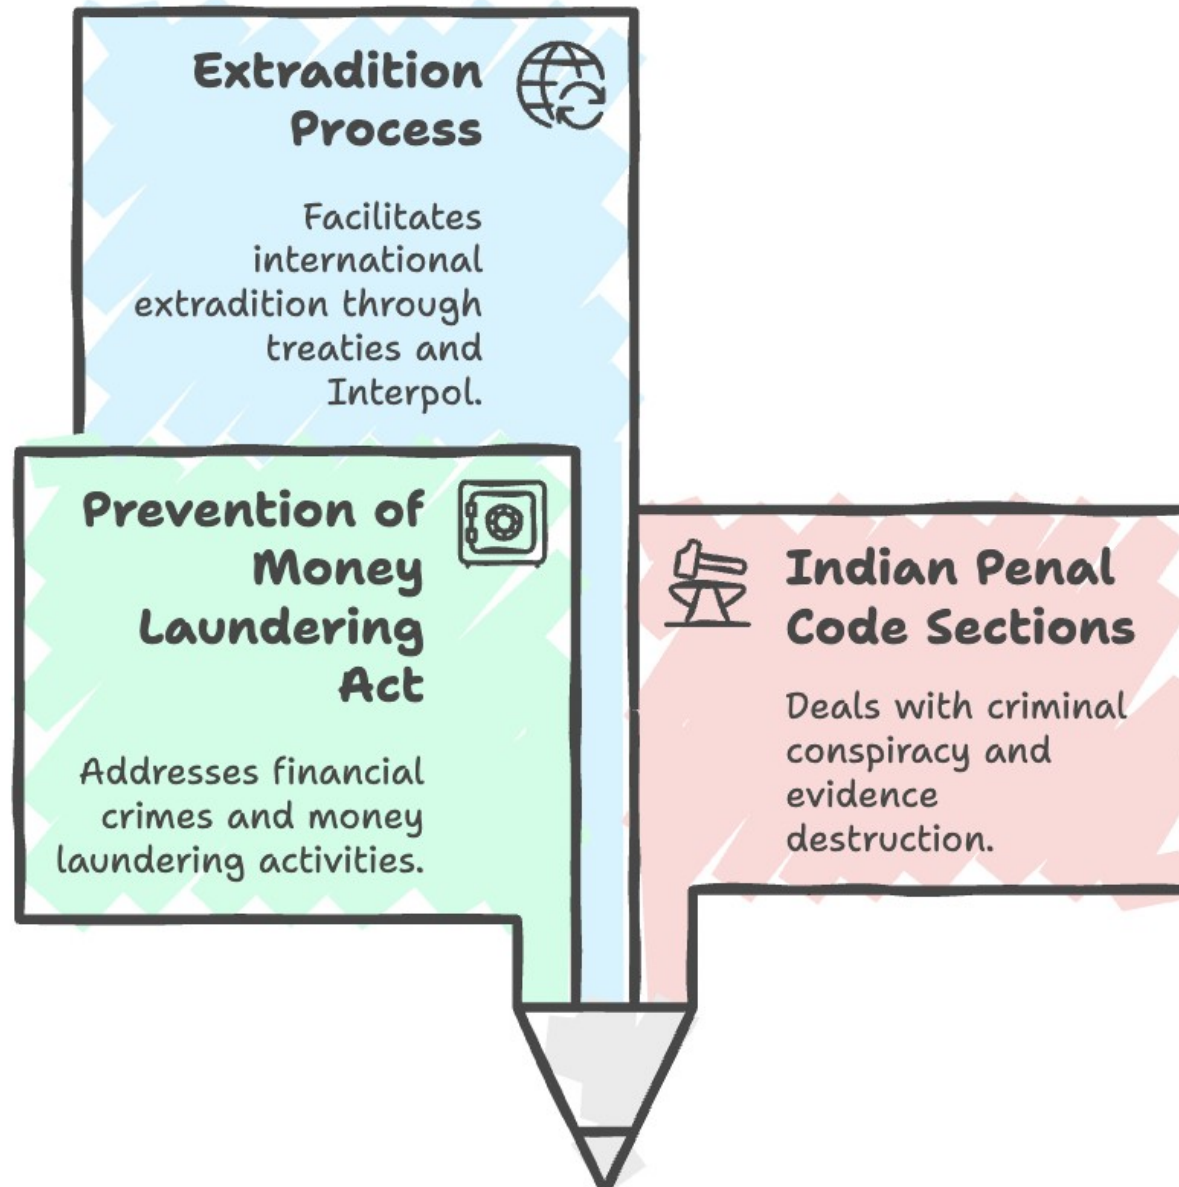 Extradition
Process
Facilitates
international
extradition through
treaties and
Interpol.
Prevention of
Money
Laundering
Act
Addresses financial
crimes and money
laundering activities.
Indian Penal
Code Sections
Deals with criminal
conspiracy and
evidence
destruction.